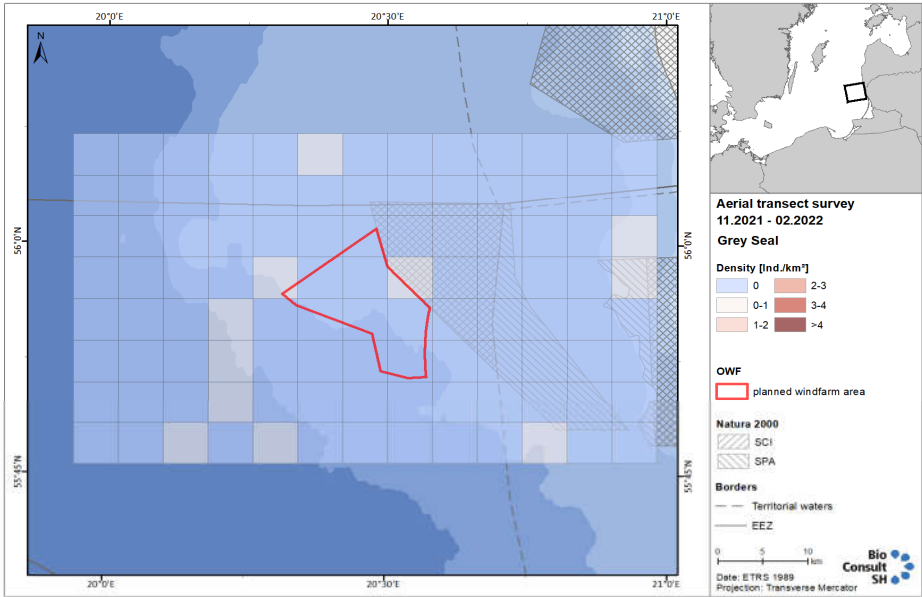 20°0'E
20°30'E
21°0'E
N
56°0'N
56°0'N
55°45'N
55°45'N
20°0'E
20°30'E
21°0'E
Aerial transect survey
11.2021 - 02.2022
Grey Seal
Density [Ind./km²]
0
2-3
0-1
3-4
1-2
>4
OWF
planned windfarm area
Natura 2000
SCI
SPA
Borders
Territorial waters
EEZ
0 5 10
km
Bio
Consult
SH
Date: ETRS 1989
Projection: Transverse Mercator